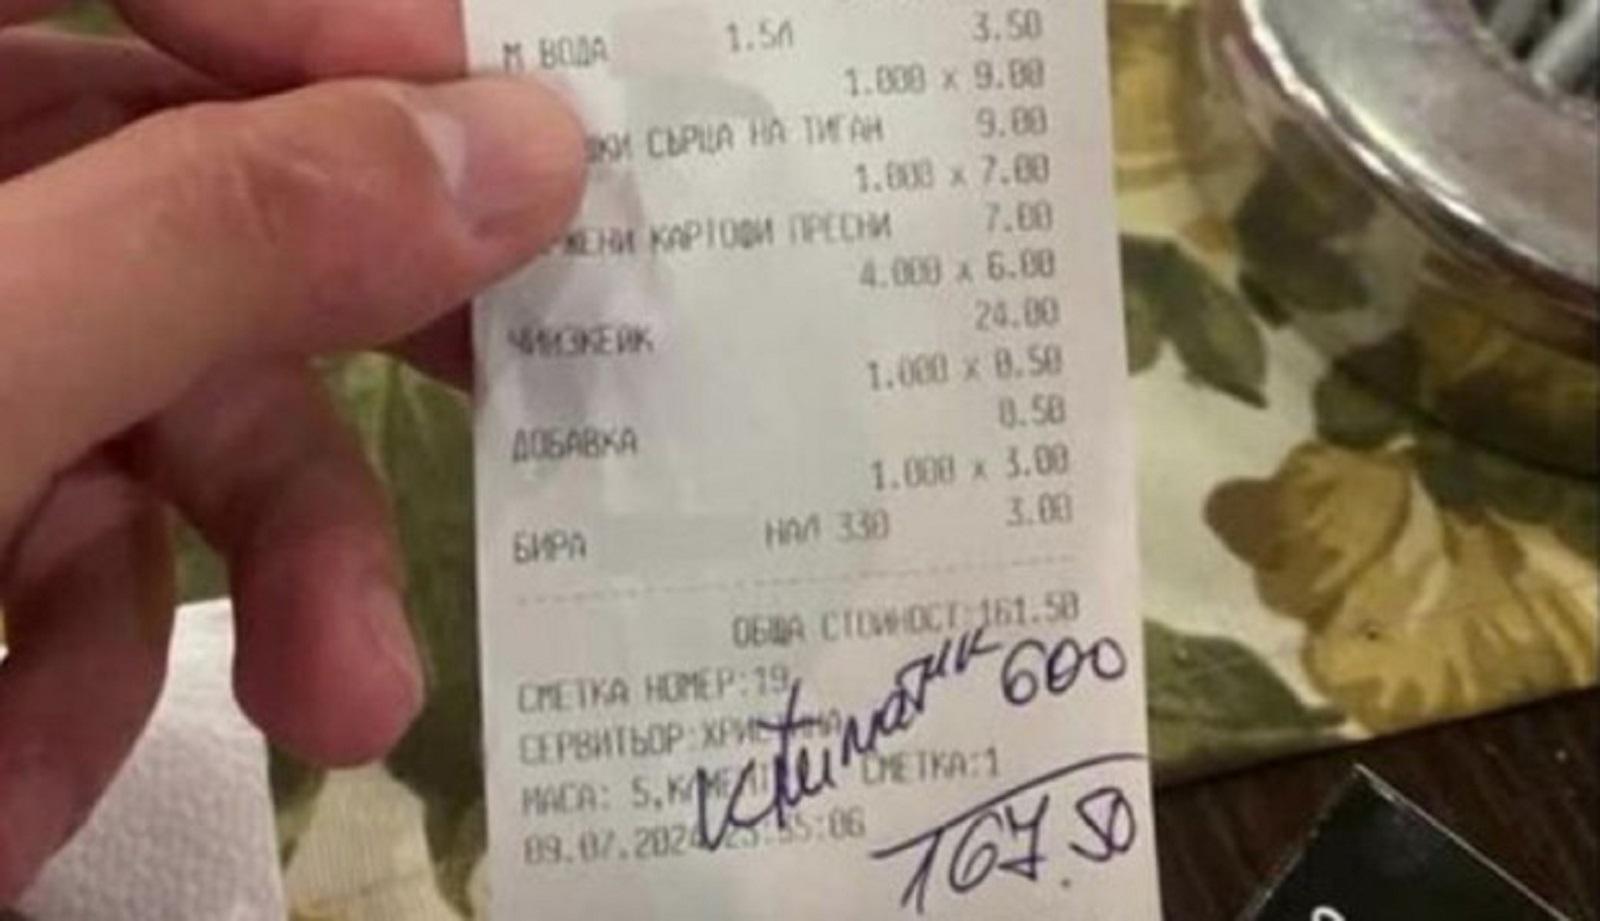 М ВОДА 1.5Л 3.50
1.000 x 9.00
СЪРЦА НА ТИГАН 9.00
1.000 x 7.00
КАРТОФИ ПРЕСНИ 7.00
4.000 x 6.00
ЧИИЗКЕЙК 24.00
1.000 x 0.50
ДОБАВКА 0.50
1.000 x 3.00
БИРА НАЛ 330 3.00
ОБЩА СТОЙНОСТ:161.50
СМЕТКА НОМЕР:19
климатик 600
СЕРВИТЬОР:
МАСА: 5, СМЕТКА:1
09.07.2024
167.50